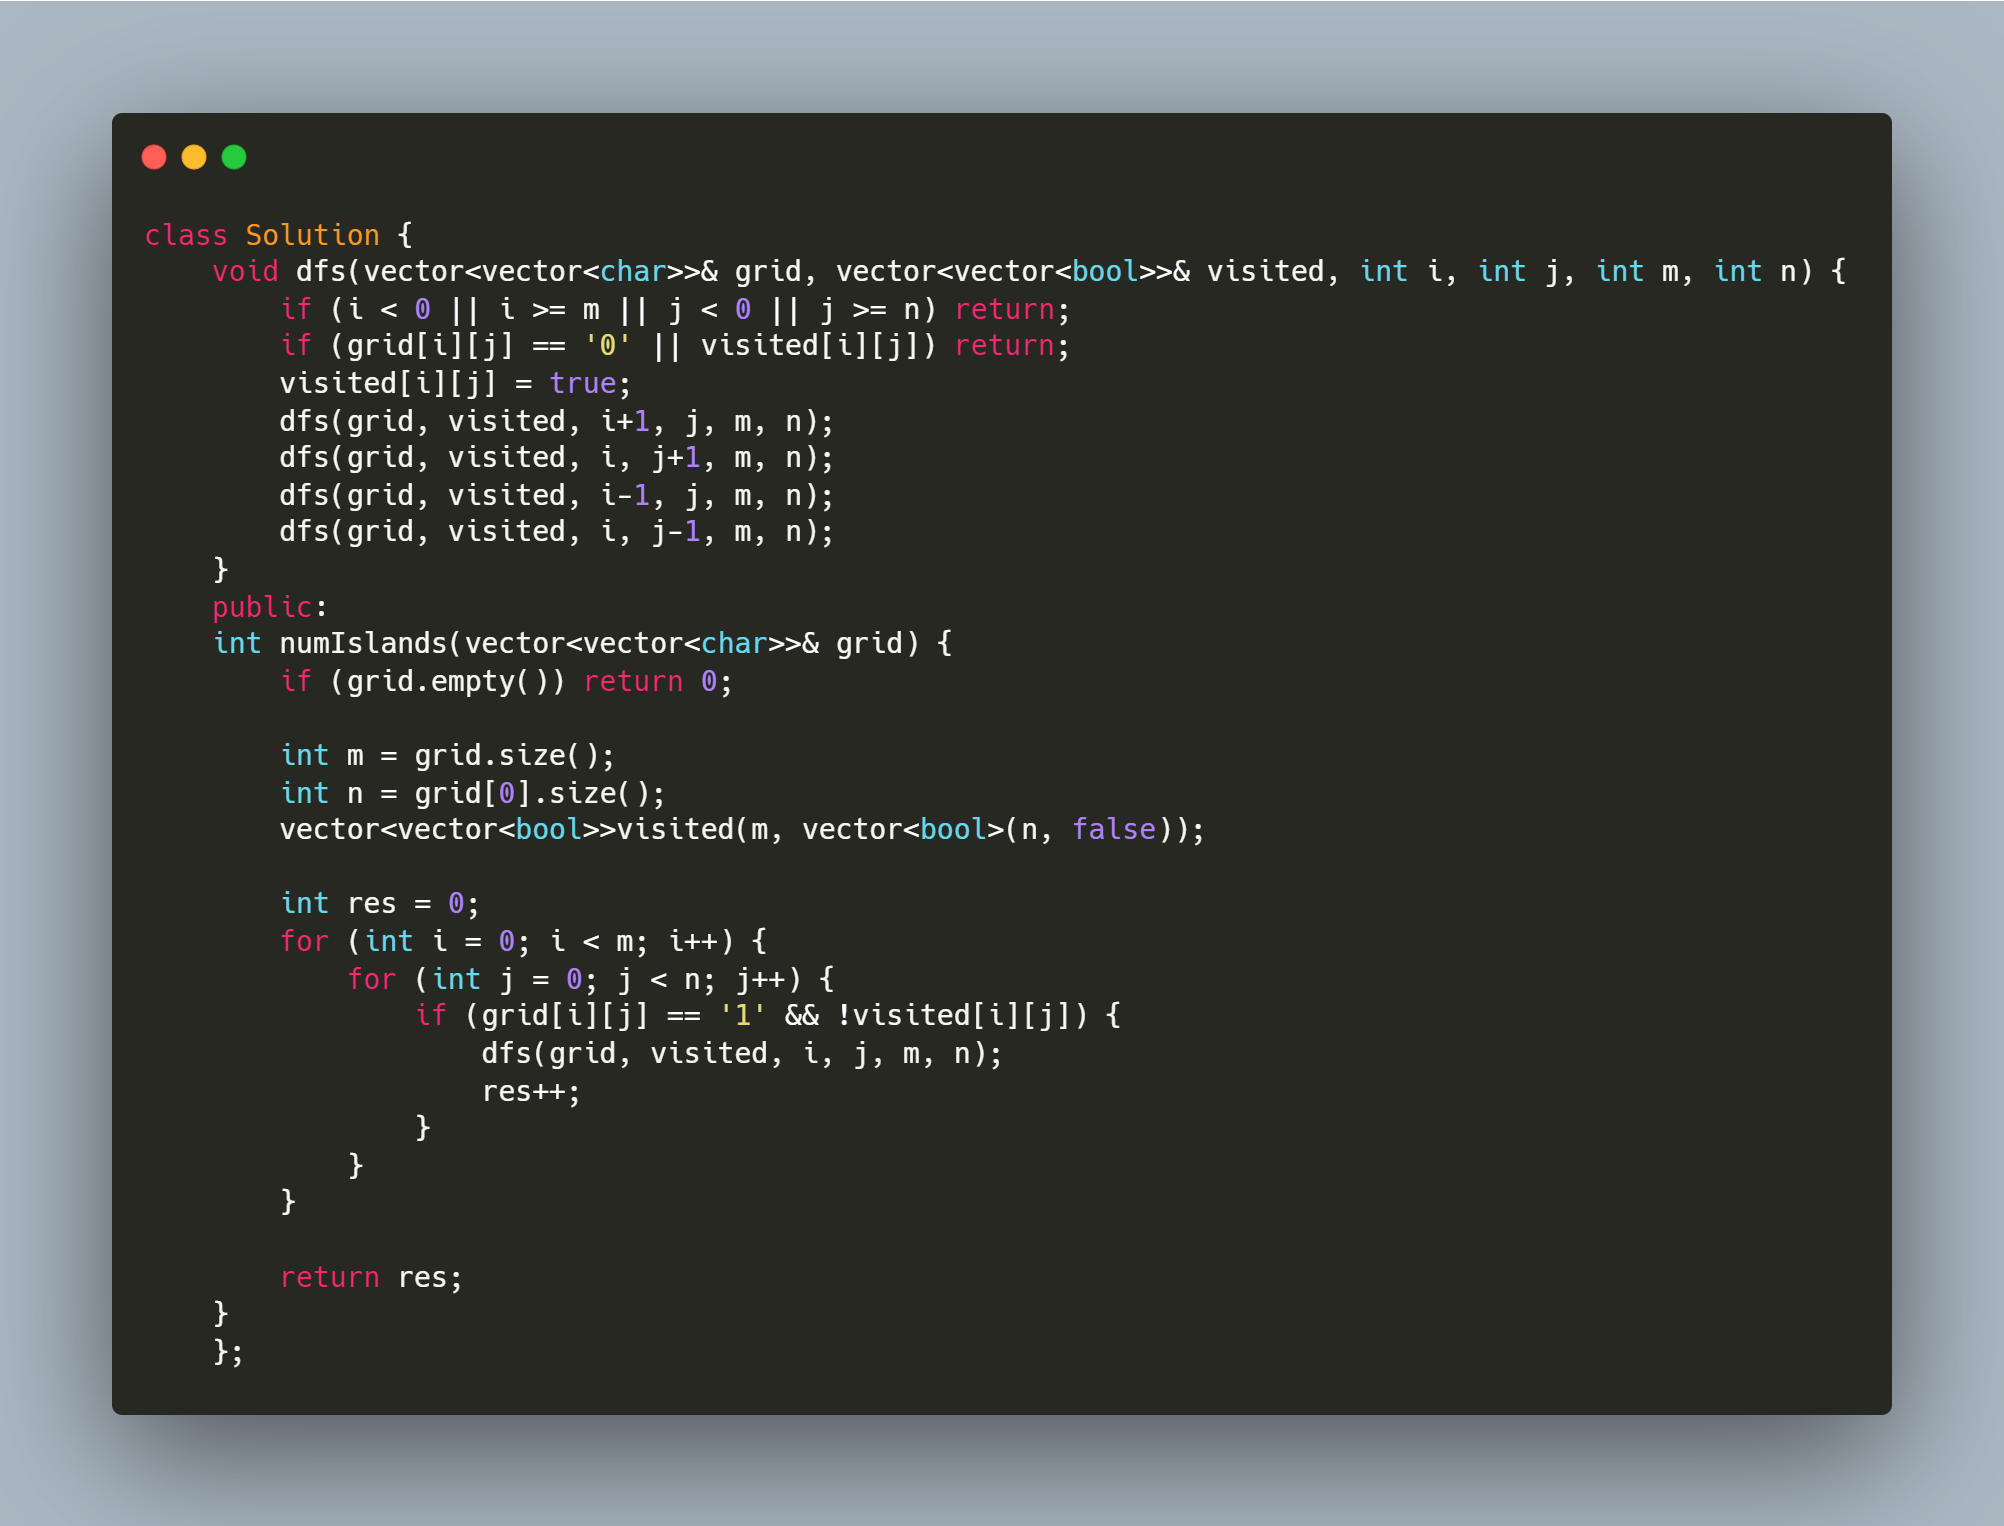 class Solution {
    void dfs(vector<vector<char>>& grid, vector<vector<bool>>& visited, int i, int j, int m, int n) {
        if (i < 0 || i >= m || j < 0 || j >= n) return;
        if (grid[i][j] == '0' || visited[i][j]) return;
        visited[i][j] = true;
        dfs(grid, visited, i+1, j, m, n);
        dfs(grid, visited, i, j+1, m, n);
        dfs(grid, visited, i-1, j, m, n);
        dfs(grid, visited, i, j-1, m, n);
    }
    public:
    int numIslands(vector<vector<char>>& grid) {
        if (grid.empty()) return 0;

        int m = grid.size();
        int n = grid[0].size();
        vector<vector<bool>>visited(m, vector<bool>(n, false));

        int res = 0;
        for (int i = 0; i < m; i++) {
            for (int j = 0; j < n; j++) {
                if (grid[i][j] == '1' && !visited[i][j]) {
                    dfs(grid, visited, i, j, m, n);
                    res++;
                }
            }
        }

        return res;
    }
    };